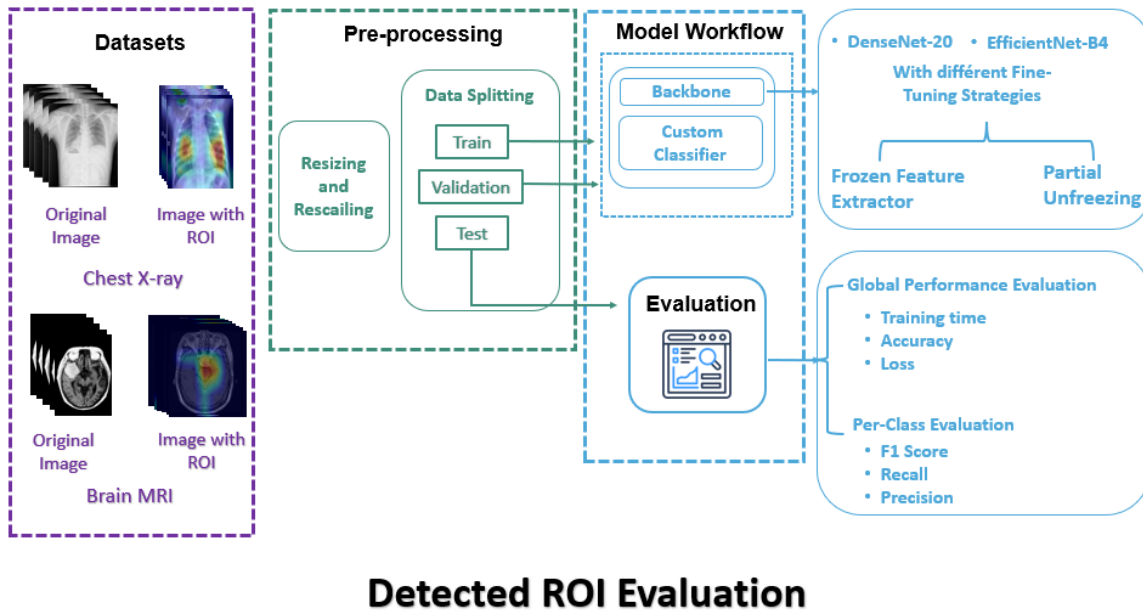 Datasets
Original
Image
Image with
ROI
Chest X-ray
Original
Image
Image with
ROI
Brain MRI
Pre-processing
Resizing
and
Rescailing
Data Splitting
Train
Validation
Test
Model Workflow
Backbone
Custom
Classifier
Evaluation
• DenseNet-20 • EfficientNet-B4
With différent Fine-
Tuning Strategies
Frozen Feature
Extractor
Partial
Unfreezing
Global Performance Evaluation
• Training time
• Accuracy
• Loss
Per-Class Evaluation
• F1 Score
• Recall
• Precision
Detected ROI Evaluation